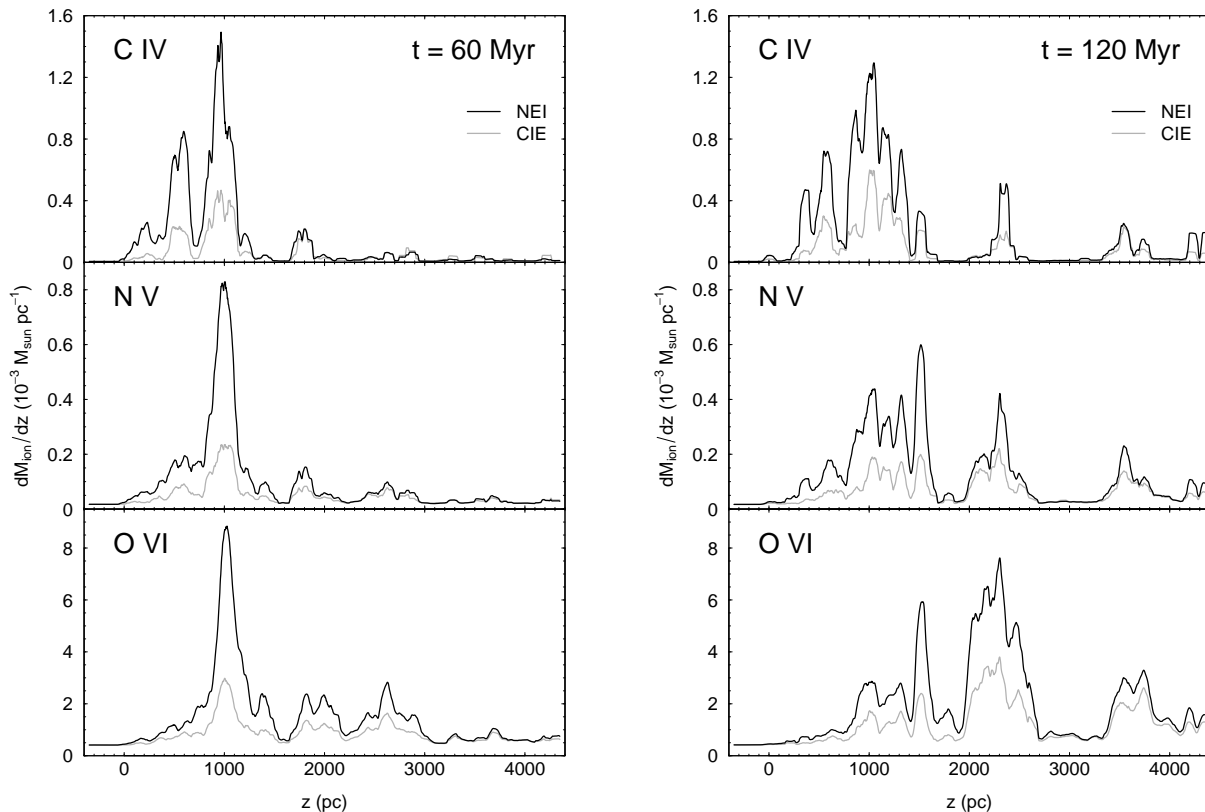 C IV
t = 60 Myr
NEI
CIE
0
0.4
0.8
1.2
1.6
N V
0
0.2
0.4
0.6
0.8
dM_ion/dz (10^−3 M_sun pc^−1)
O VI
0
2
4
6
8
0 1000 2000 3000 4000
z (pc)
C IV
t = 120 Myr
NEI
CIE
0
0.4
0.8
1.2
1.6
N V
0
0.2
0.4
0.6
0.8
dM_ion/dz (10^−3 M_sun pc^−1)
O VI
0
2
4
6
8
0 1000 2000 3000 4000
z (pc)